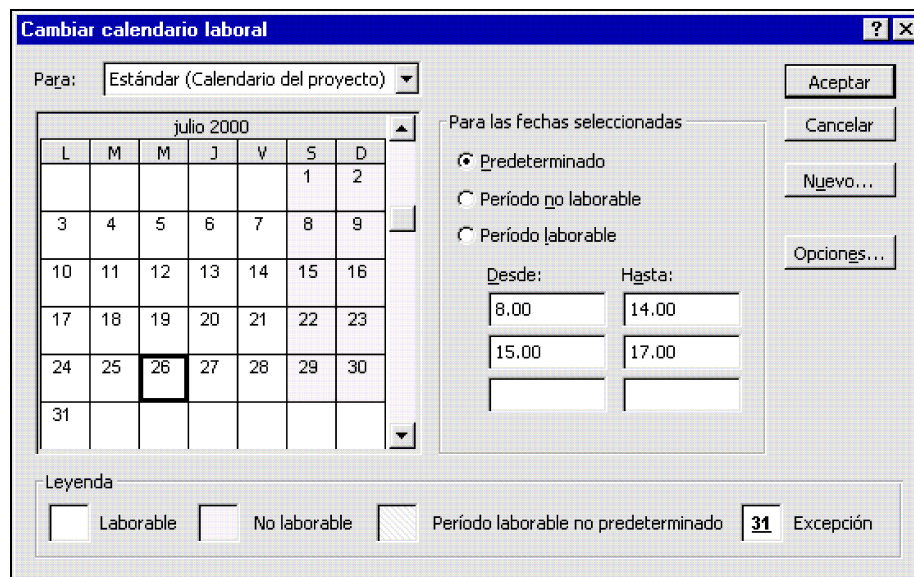 Cambiar calendario laboral
Para: Estándar (Calendario del proyecto)
Aceptar
Cancelar
Nuevo...
Opciones...
julio 2000
L M M J V S D
1 2
3 4 5 6 7 8 9
10 11 12 13 14 15 16
17 18 19 20 21 22 23
24 25 26 27 28 29 30
31
Para las fechas seleccionadas
Predeterminado
Período no laborable
Período laborable
Desde: Hasta:
8.00 14.00
15.00 17.00
Leyenda
Laborable No laborable Período laborable no predeterminado 31 Excepción